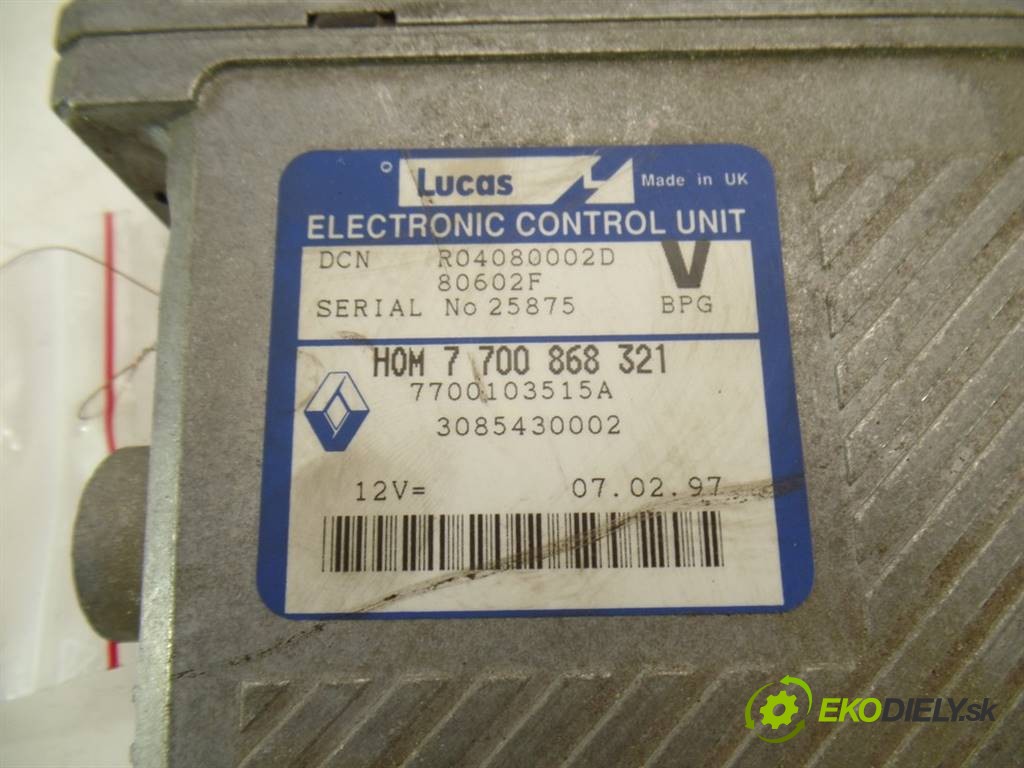 Lucas L Made in UK
ELECTRONIC CONTROL UNIT
DCN R04080002D V
80602F
SERIAL No 25875 BPG
HOM 7 700 868 321
7700103515A
3085430002
12V= 07.02.97
EKODIELY.sk